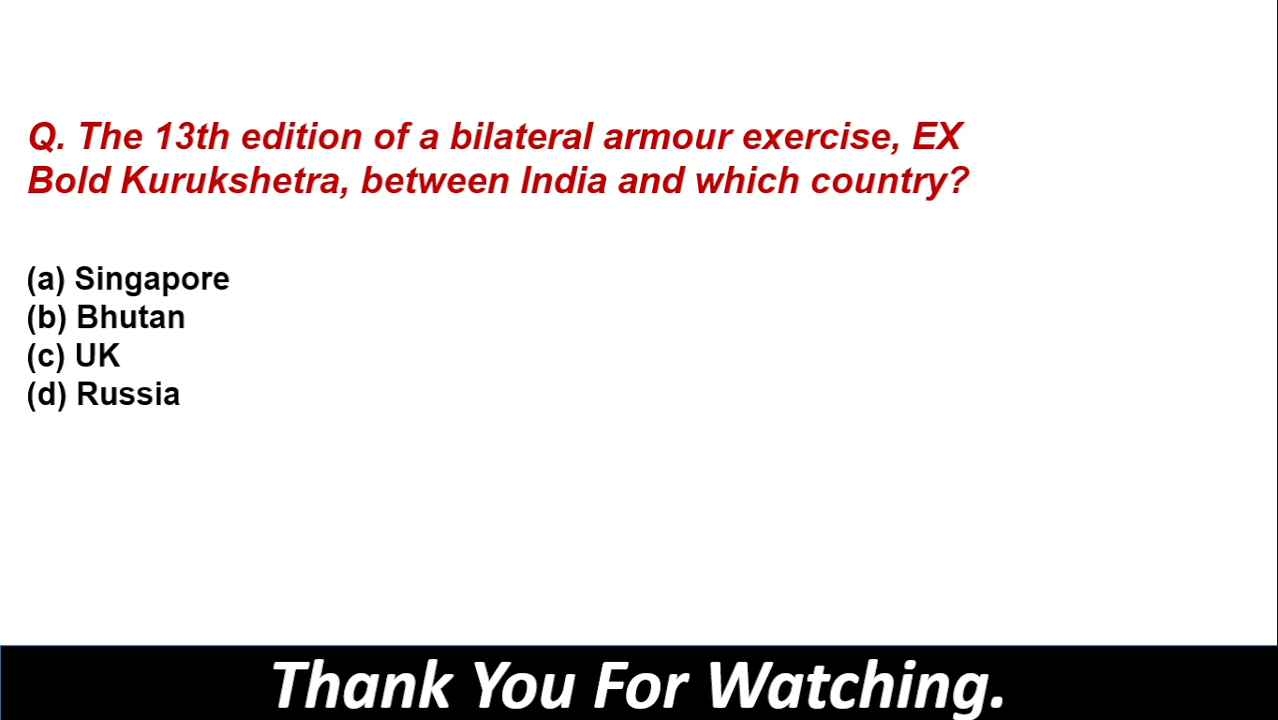 Q. The 13th edition of a bilateral armour exercise, EX
Bold Kurukshetra, between India and which country?
(a) Singapore
(b) Bhutan
(c) UK
(d) Russia
Thank You For Watching.